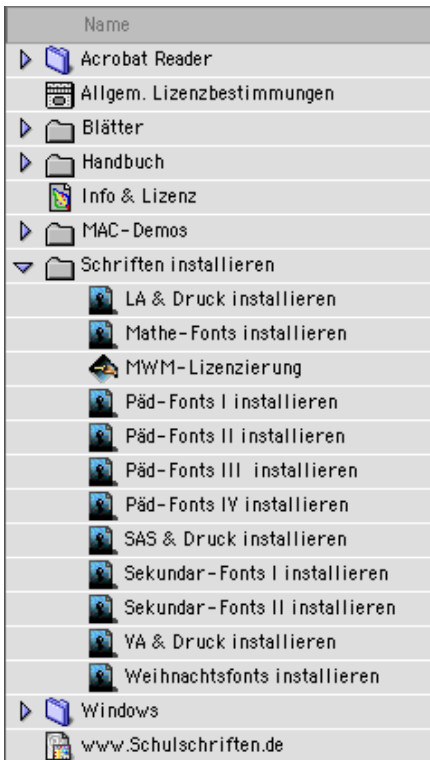 Name
Acrobat Reader
Allgem. Lizenzbestimmungen
Blätter
Handbuch
Info & Lizenz
MAC-Demos
Schriften installieren
LA & Druck installieren
Mathe-Fonts installieren
MWM-Lizenzierung
Päd-Fonts I installieren
Päd-Fonts II installieren
Päd-Fonts III installieren
Päd-Fonts IV installieren
SAS & Druck installieren
Sekundar-Fonts I installieren
Sekundar-Fonts II installieren
VA & Druck installieren
Weihnachtsfonts installieren
Windows
www.Schulschriften.de